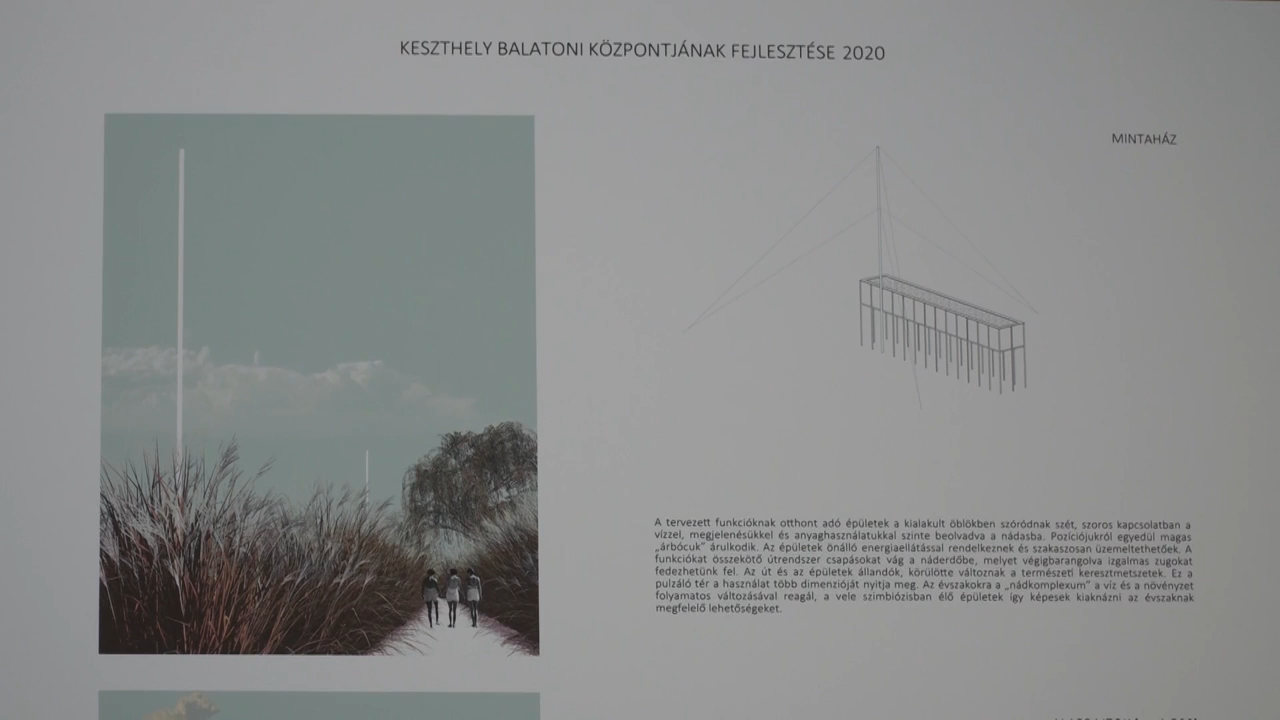 KESZTHELY BALATONI KÖZPONTJÁNAK FEJLESZTÉSE 2020
MINTAHÁZ
A tervezett funkcióknak otthont adó épületek a kialakult öblökben szóródnak szét, szoros kapcsolatban a
vízzel, megjelenésükkel és anyaghasználatukkal szinte beolvadva a nádasba. Pozíciójukról egyedül magas
„árbócuk” árulkodik. Az épületek önálló energiaellátással rendelkeznek és szakaszosan üzemeltethetőek. A
funkciókat összekötő útrendszer csapásokat vág a náderdőbe, melyet végigbarangolva izgalmas zugokat
fedezhetünk fel. Az út és az épületek állandók, körülötte változnak a természeti keresztmetszetek. Ez a
pulzáló tér a használat több dimenzióját nyitja meg. Az évszakokra a „nádkomplexum” a víz és a növényzet
folyamatos változásával reagál, a vele szimbiózisban élő épületek így képesek kiaknázni az évszaknak
megfelelő lehetőségeket.